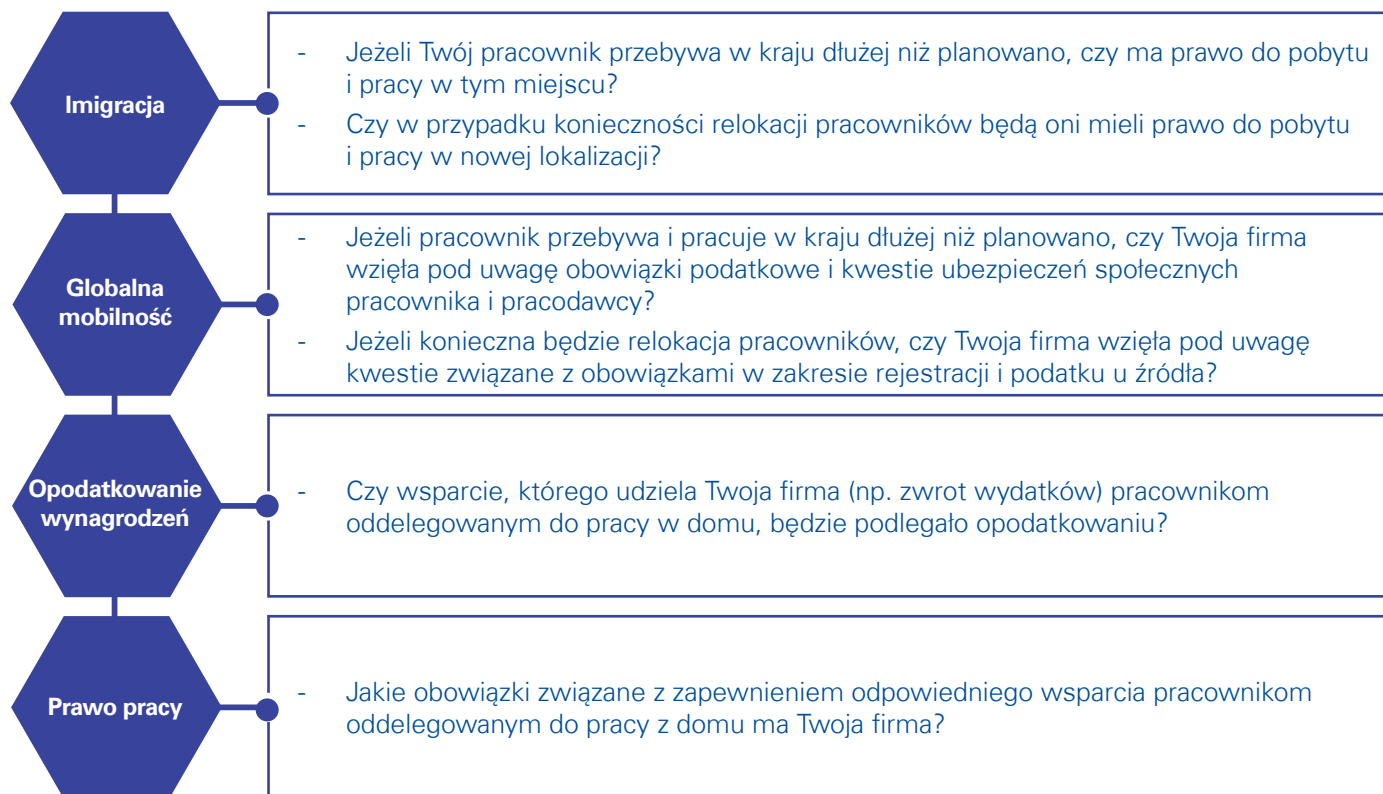 Imigracja
- Jeżeli Twój pracownik przebywa w kraju dłużej niż planowano, czy ma prawo do pobytu
i pracy w tym miejscu?
- Czy w przypadku konieczności relokacji pracowników będą oni mieli prawo do pobytu
i pracy w nowej lokalizacji?
Globalna
mobilność
- Jeżeli pracownik przebywa i pracuje w kraju dłużej niż planowano, czy Twoja firma
wzięła pod uwagę obowiązki podatkowe i kwestie ubezpieczeń społecznych
pracownika i pracodawcy?
- Jeżeli konieczna będzie relokacja pracowników, czy Twoja firma wzięła pod uwagę
kwestie związane z obowiązkami w zakresie rejestracji i podatku u źródła?
Opodatkowanie
wynagrodzeń
- Czy wsparcie, którego udziela Twoja firma (np. zwrot wydatków) pracownikom
oddelegowanym do pracy w domu, będzie podlegało opodatkowaniu?
Prawo pracy
- Jakie obowiązki związane z zapewnieniem odpowiedniego wsparcia pracownikom
oddelegowanym do pracy z domu ma Twoja firma?